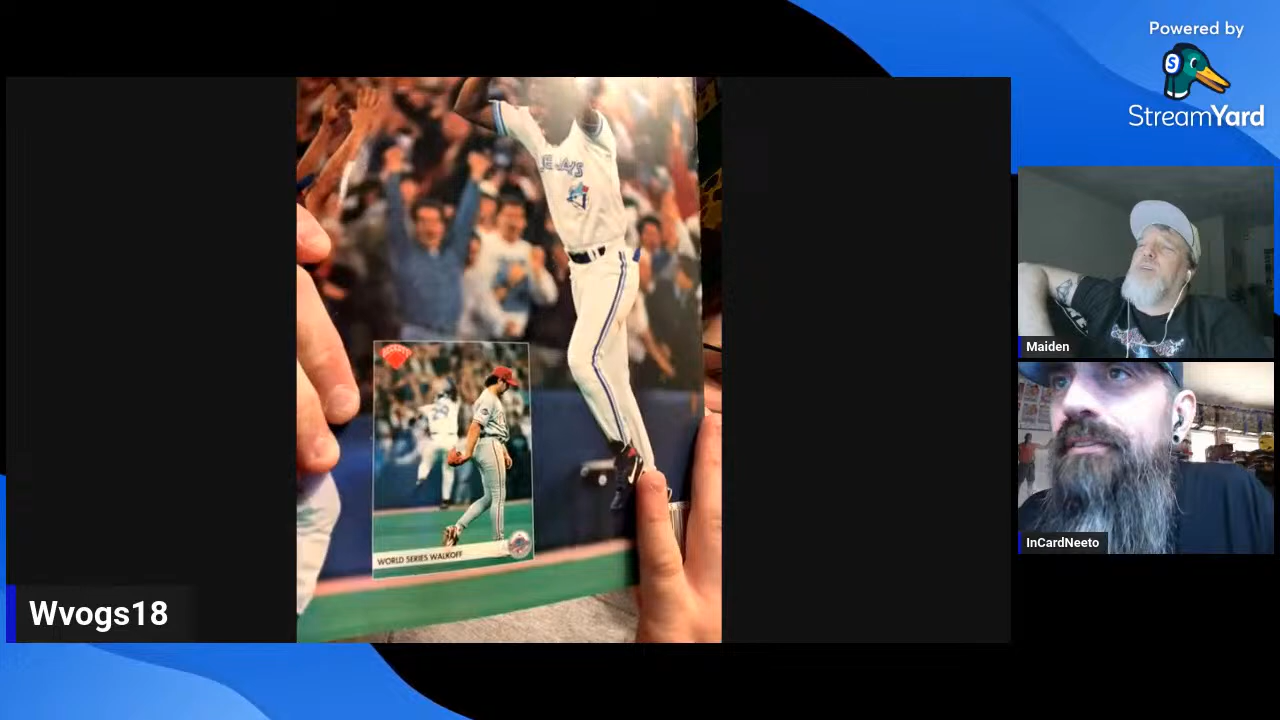 Powered by
StreamYard
S
Maiden
InCardNeeto
WORLD SERIES WALKOFF
Wvogs18